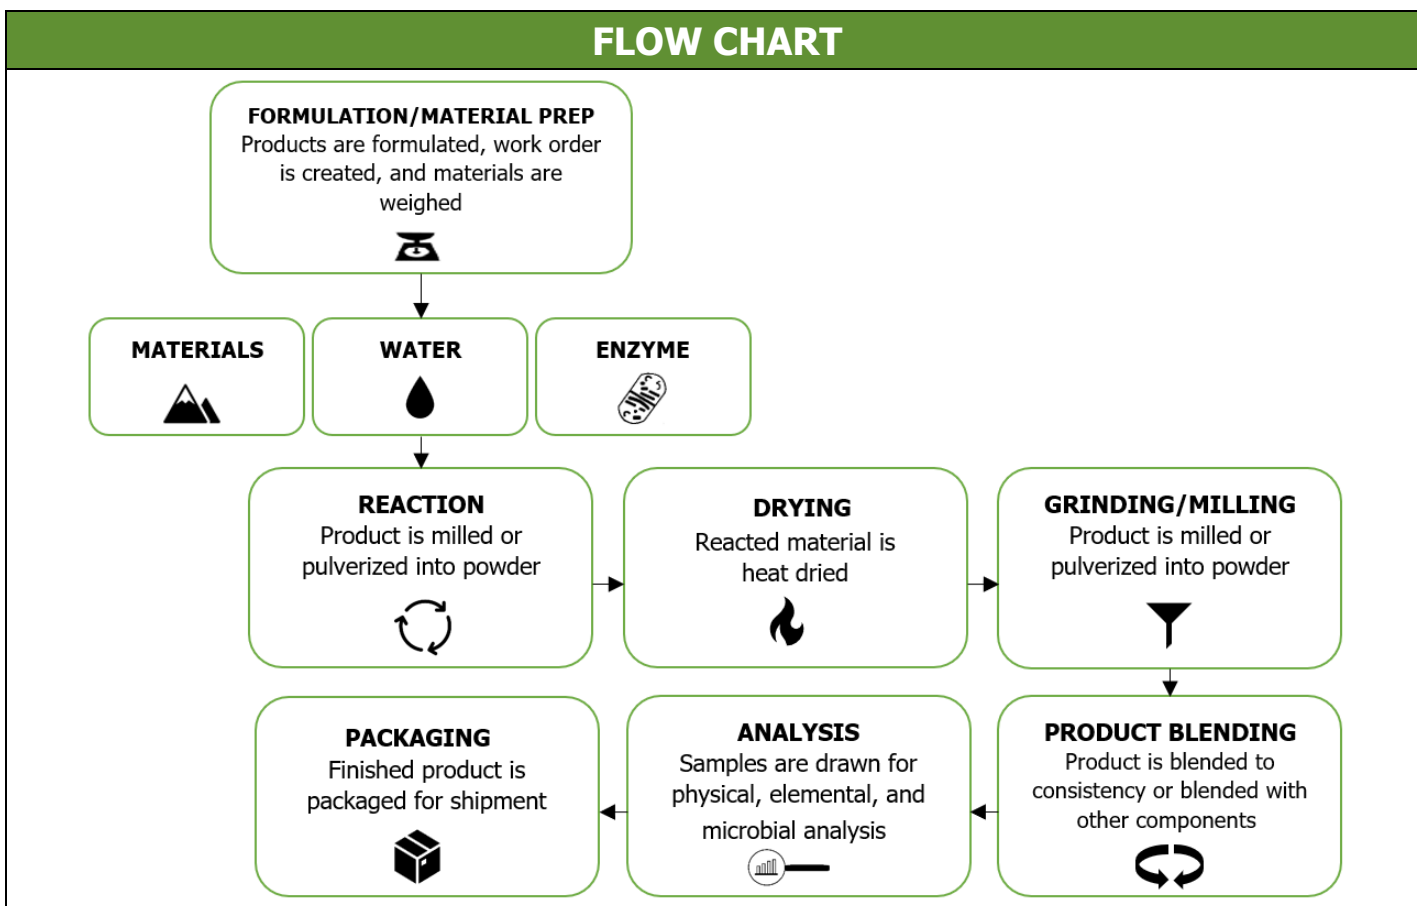 FLOW CHART
FORMULATION/MATERIAL PREP
Products are formulated, work order
is created, and materials are
weighed
MATERIALS
WATER
ENZYME
REACTION
Product is milled or
pulverized into powder
DRYING
Reacted material is
heat dried
GRINDING/MILLING
Product is milled or
pulverized into powder
PACKAGING
Finished product is
packaged for shipment
ANALYSIS
Samples are drawn for
physical, elemental, and
microbial analysis
PRODUCT BLENDING
Product is blended to
consistency or blended with
other components